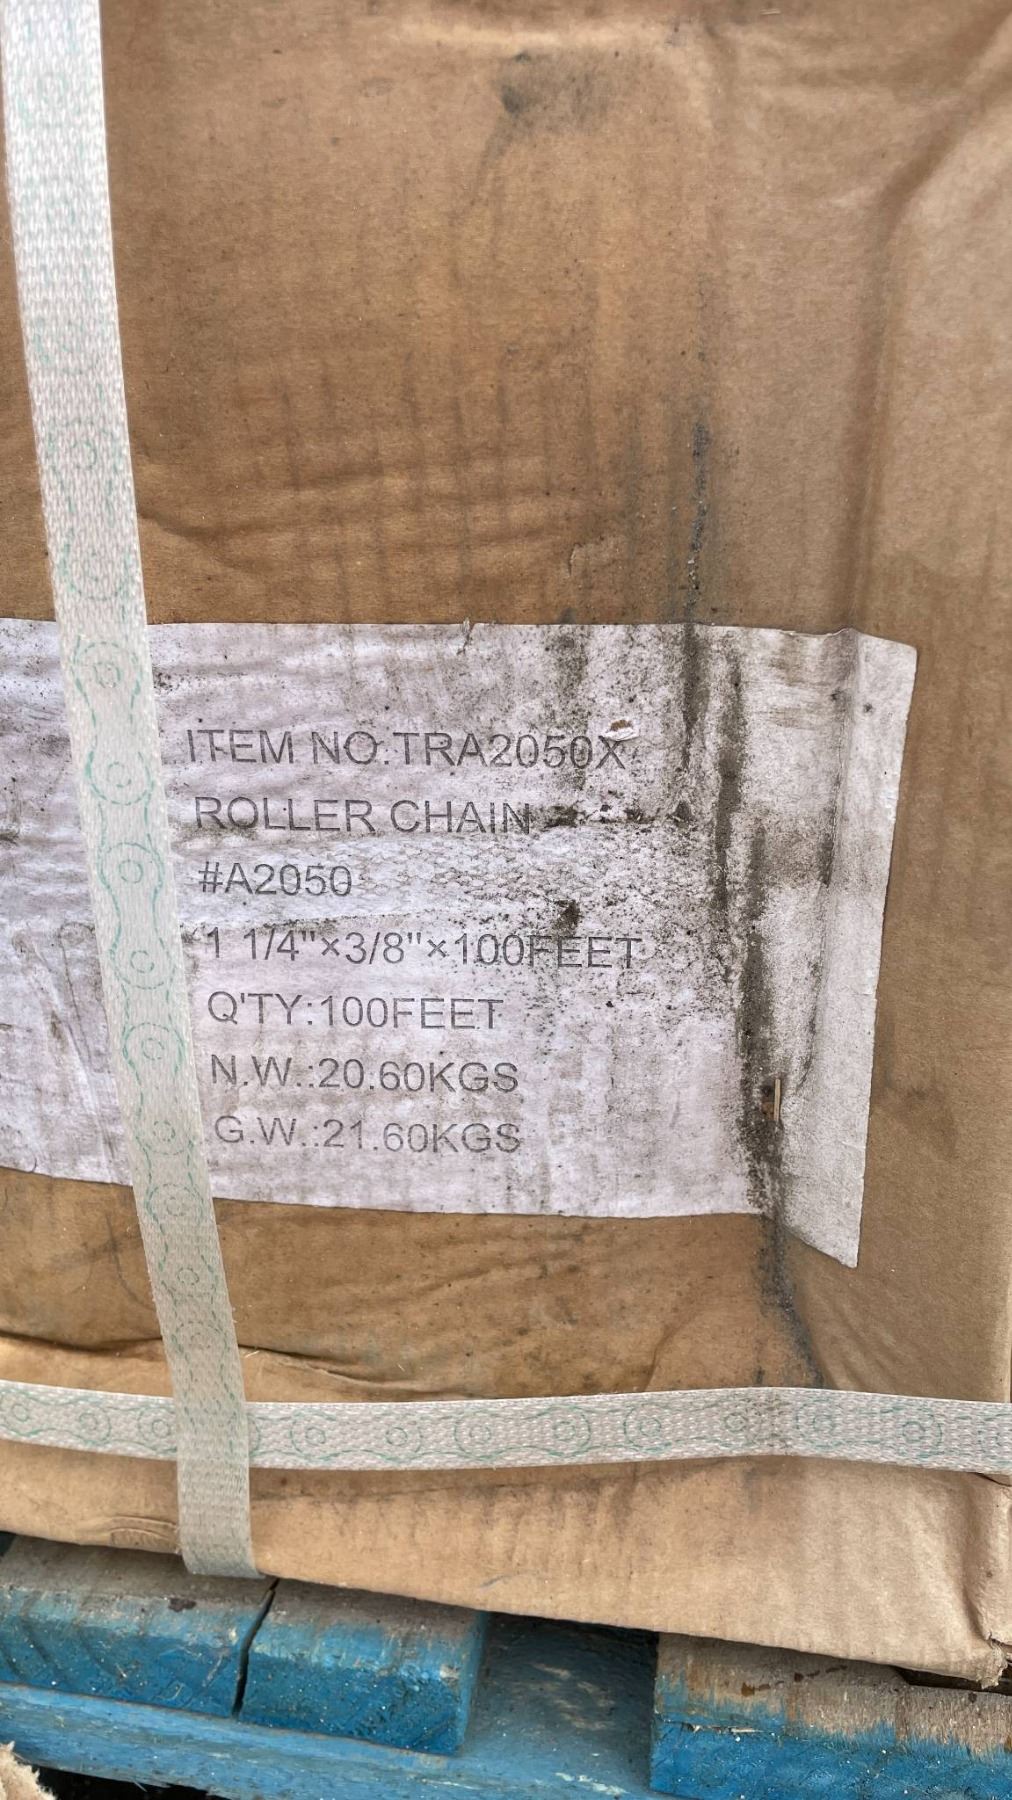 ITEM NO.:TRA2050X
ROLLER CHAIN
#A2050
1 1/4"×3/8"×100FEET
Q'TY:100FEET
N.W.:20.60KGS
G.W.:21.60KGS